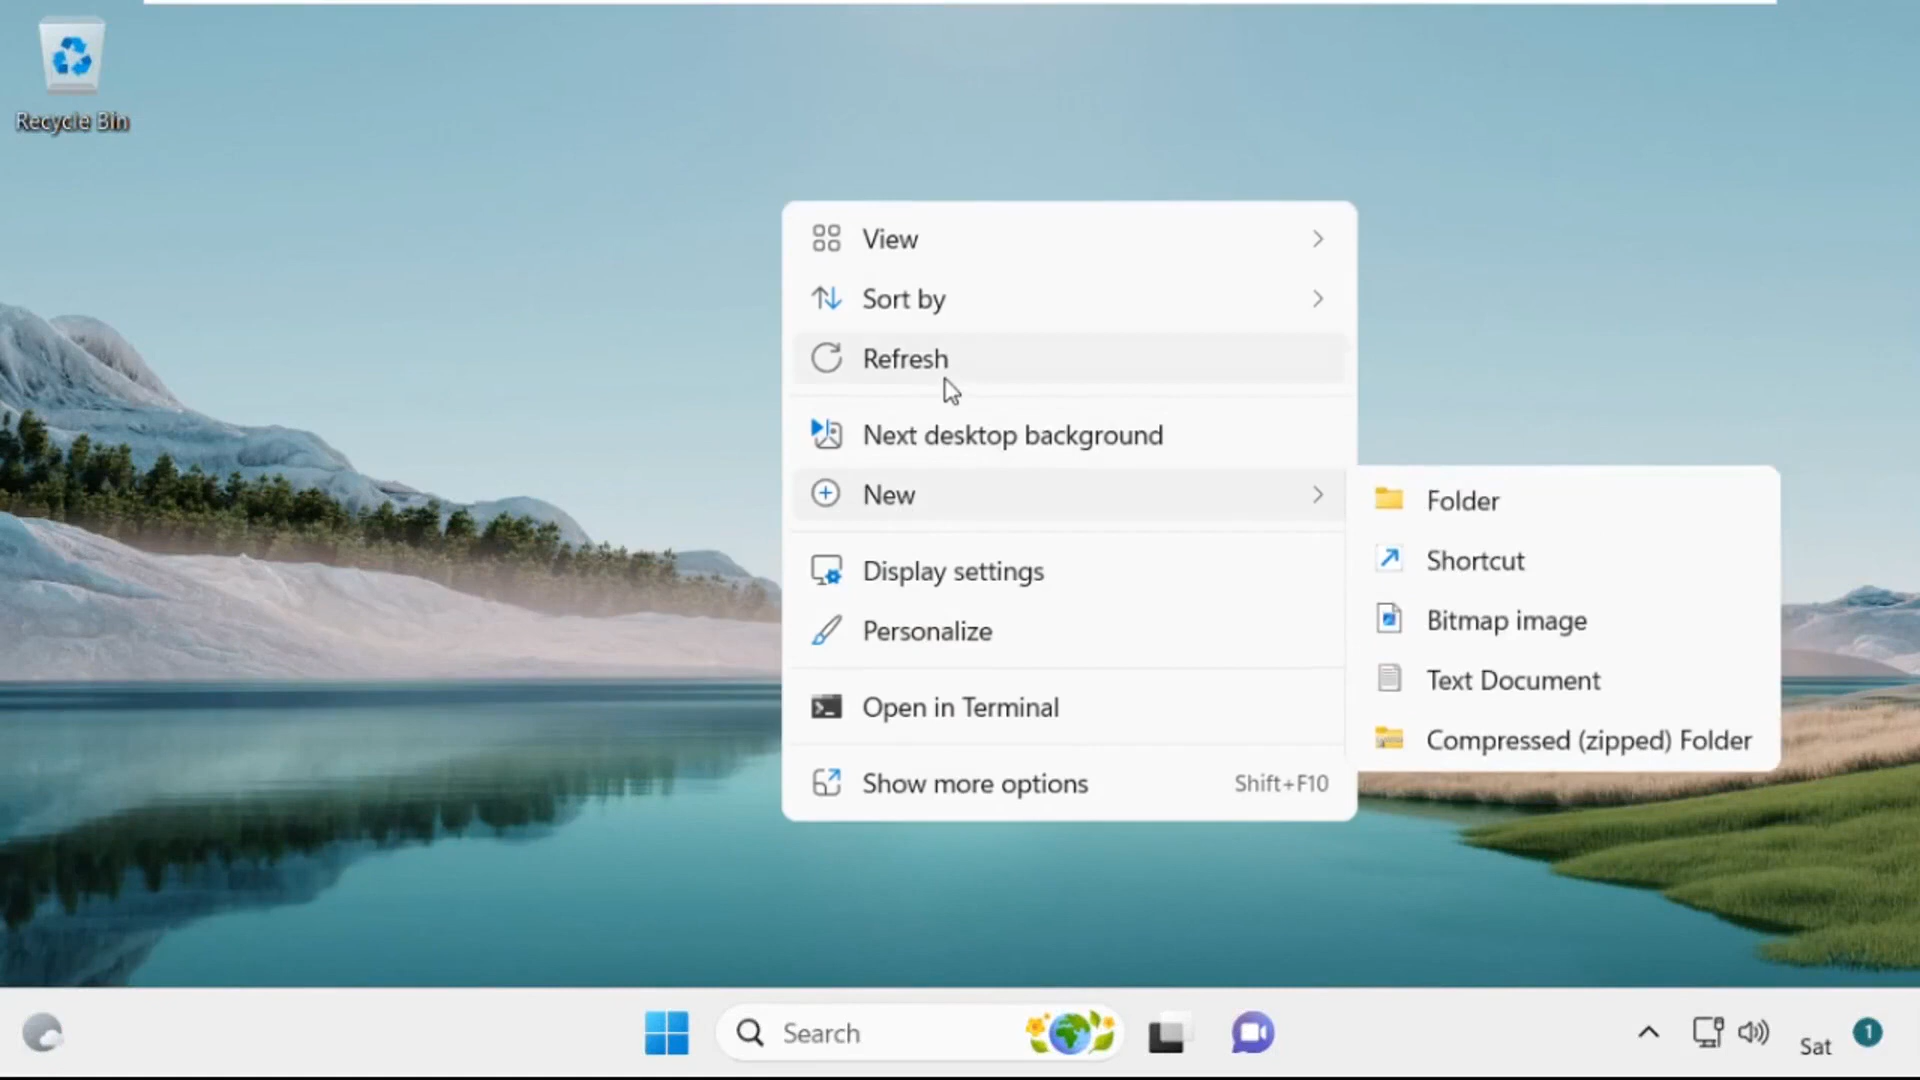 Recycle Bin
View
Sort by
Refresh
Next desktop background
New
Display settings
Personalize
Open in Terminal
Show more options Shift+F10
Folder
Shortcut
Bitmap image
Text Document
Compressed (zipped) Folder
Search
Sat
1